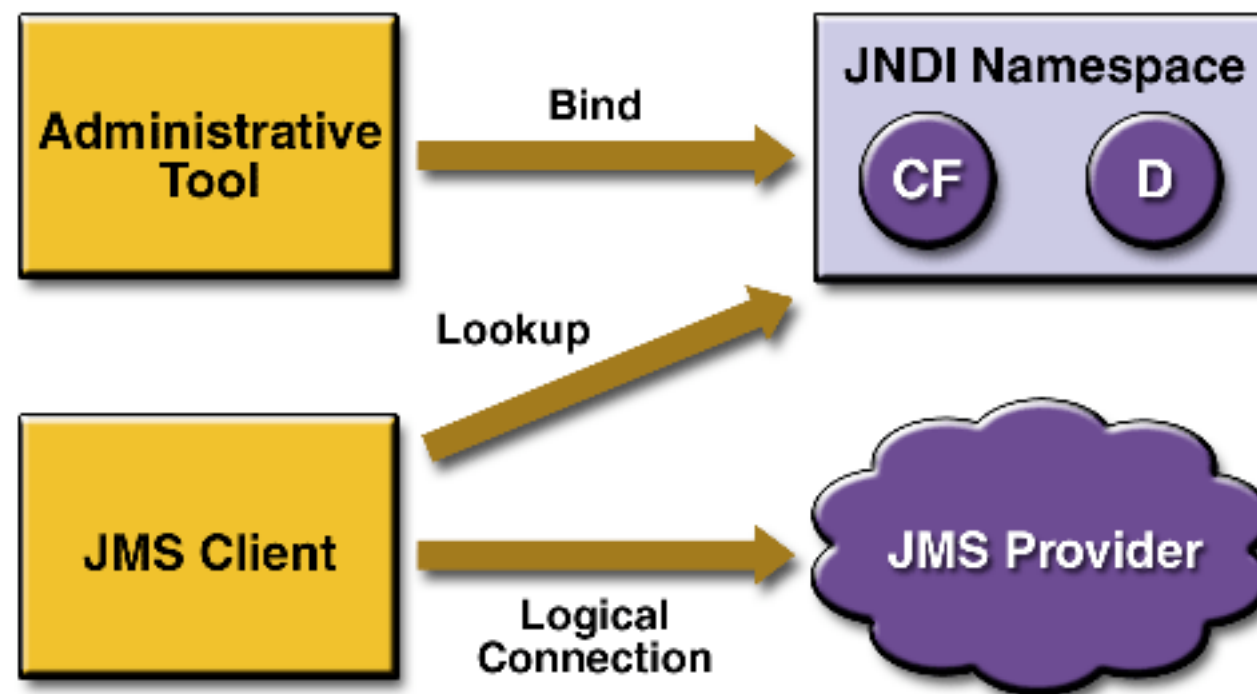 Administrative
Tool
Bind
JNDI Namespace
CF
D
Lookup
JMS Client
Logical
Connection
JMS Provider